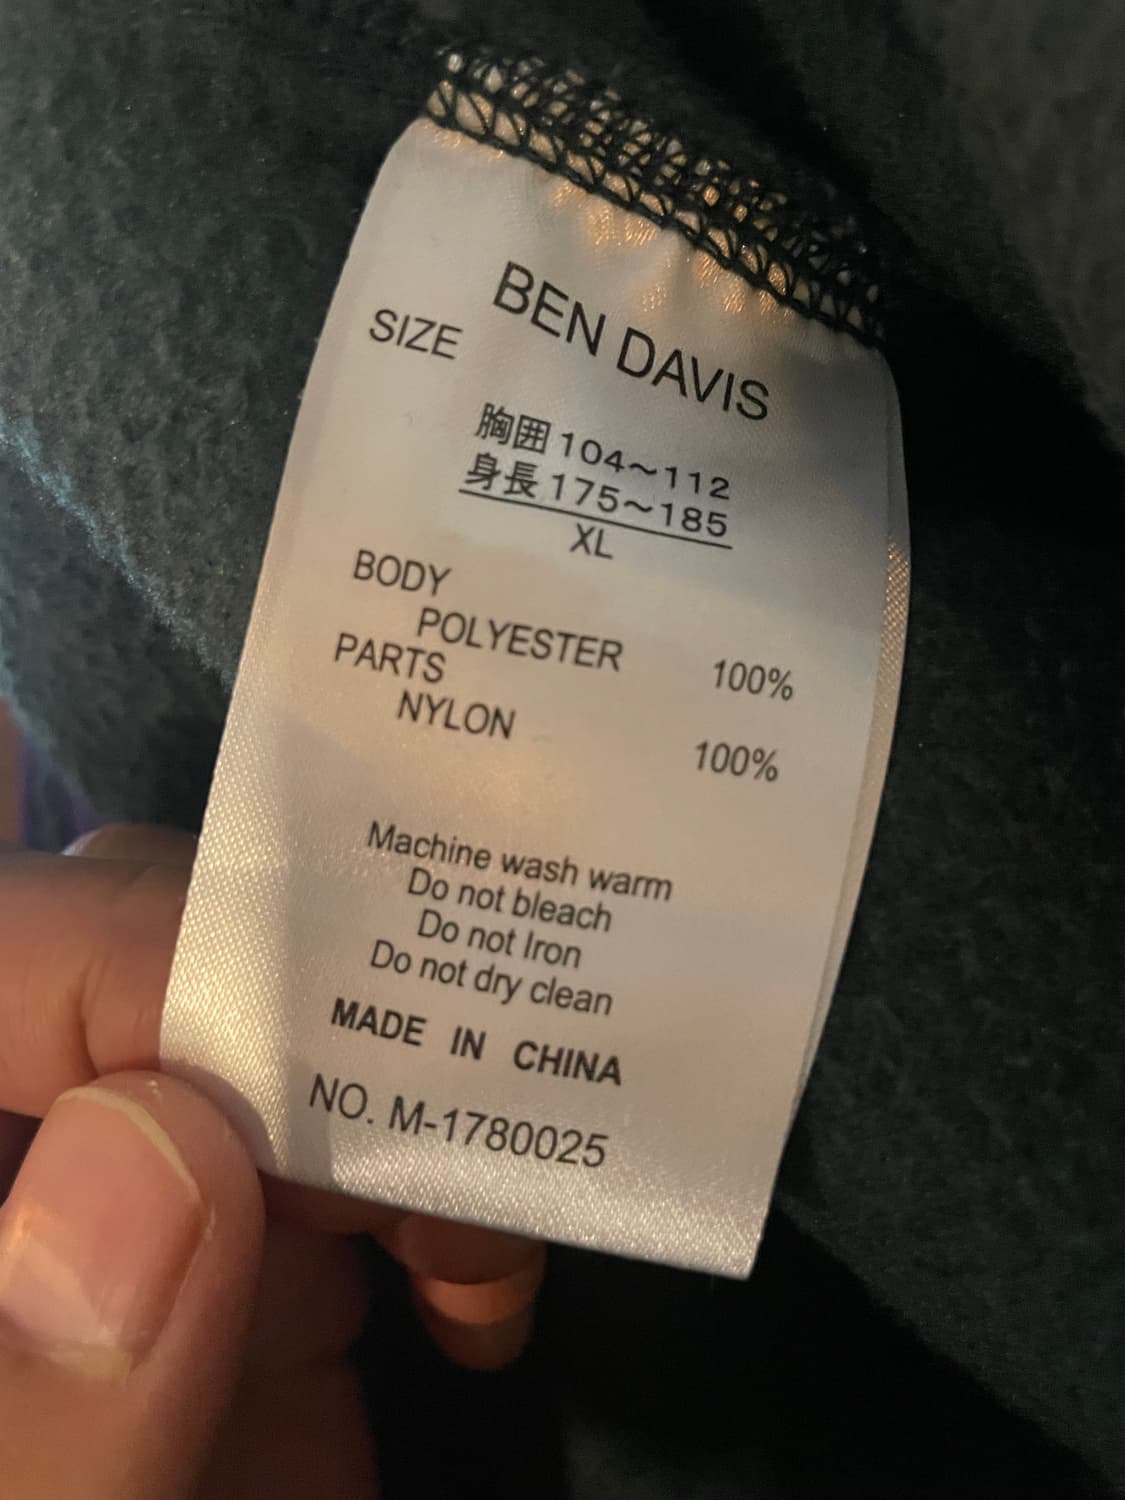 BEN DAVIS
SIZE
胸囲 104～112
身長 175～185
XL
BODY
POLYESTER 100%
PARTS
NYLON 100%
Machine wash warm
Do not bleach
Do not Iron
Do not dry clean
MADE IN CHINA
NO. M-1780025